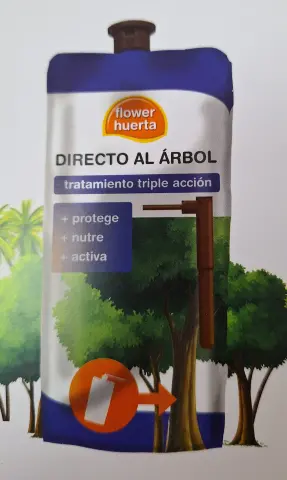 flower
huerta
DIRECTO AL ÁRBOL
tratamiento triple acción
+ protege
+ nutre
+ activa